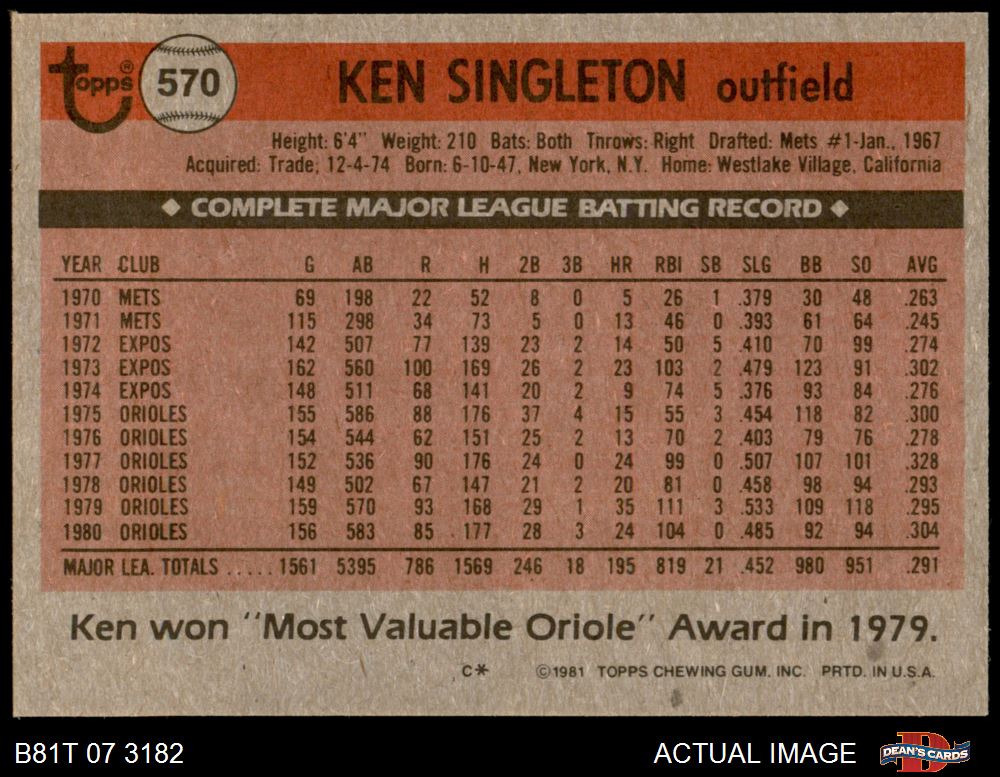 topps® 570 KEN SINGLETON outfield
Height: 6'4" Weight: 210 Bats: Both Throws: Right Drafted: Mets #1-Jan., 1967
Acquired: Trade, 12-4-74 Born: 6-10-47, New York, N.Y. Home: Westlake Village, California
◆ COMPLETE MAJOR LEAGUE BATTING RECORD ◆
YEAR CLUB G AB R H 2B 3B HR RBI SB SLG BB SO AVG
1970 METS 69 198 22 52 8 0 5 26 1 .379 30 48 .263
1971 METS 115 298 34 73 5 0 13 46 0 .393 61 64 .245
1972 EXPOS 142 507 77 139 23 2 14 50 5 .410 70 99 .274
1973 EXPOS 162 560 100 169 26 2 23 103 2 .479 123 91 .302
1974 EXPOS 148 511 68 141 20 2 9 74 5 .376 93 84 .276
1975 ORIOLES 155 586 88 176 37 4 15 55 3 .454 118 82 .300
1976 ORIOLES 154 544 62 151 25 2 13 70 2 .403 79 76 .278
1977 ORIOLES 152 536 90 176 24 0 24 99 0 .507 107 101 .328
1978 ORIOLES 149 502 67 147 21 2 20 81 0 .458 98 94 .293
1979 ORIOLES 159 570 93 168 29 1 35 111 3 .533 109 118 .295
1980 ORIOLES 156 583 85 177 28 3 24 104 0 .485 92 94 .304
MAJOR LEA. TOTALS ..... 1561 5395 786 1569 246 18 195 819 21 .452 980 951 .291
Ken won "Most Valuable Oriole" Award in 1979.
C* ©1981 TOPPS CHEWING GUM, INC. PRTD. IN U.S.A.
B81T 07 3182 ACTUAL IMAGE DEAN'S CARDS